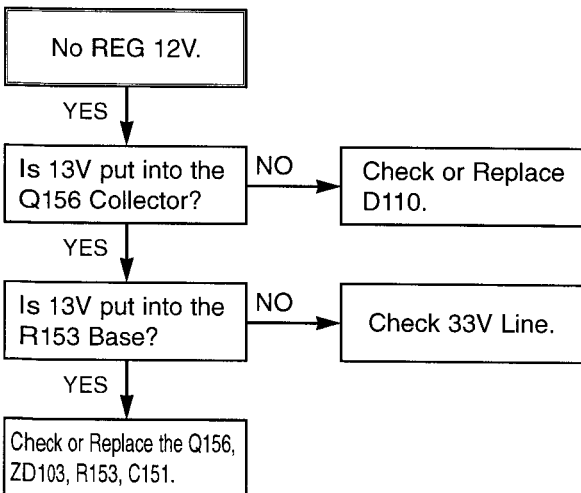 No REG 12V.
YES
Is 13V put into the
Q156 Collector?
NO
Check or Replace
D110.
YES
Is 13V put into the
R153 Base?
NO
Check 33V Line.
YES
Check or Replace the Q156,
ZD103, R153, C151.